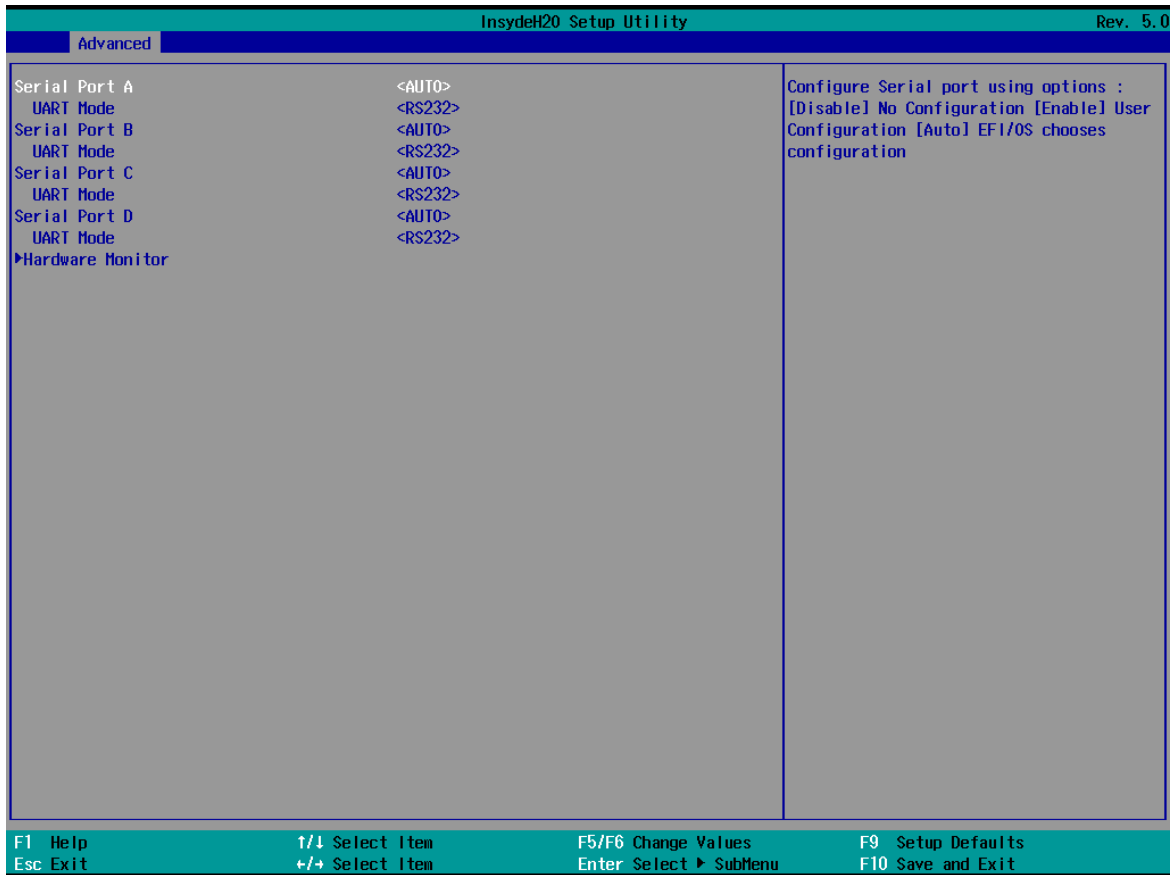 InsydeH20 Setup Utility Rev. 5.0
Advanced
Serial Port A <AUTO>
UART Mode <RS232>
Serial Port B <AUTO>
UART Mode <RS232>
Serial Port C <AUTO>
UART Mode <RS232>
Serial Port D <AUTO>
UART Mode <RS232>
▶Hardware Monitor
Configure Serial port using options :
[Disable] No Configuration [Enable] User
Configuration [Auto] EFI/OS chooses
configuration
F1 Help ↑/↓ Select Item F5/F6 Change Values F9 Setup Defaults
Esc Exit ←/→ Select Item Enter Select ▶ SubMenu F10 Save and Exit